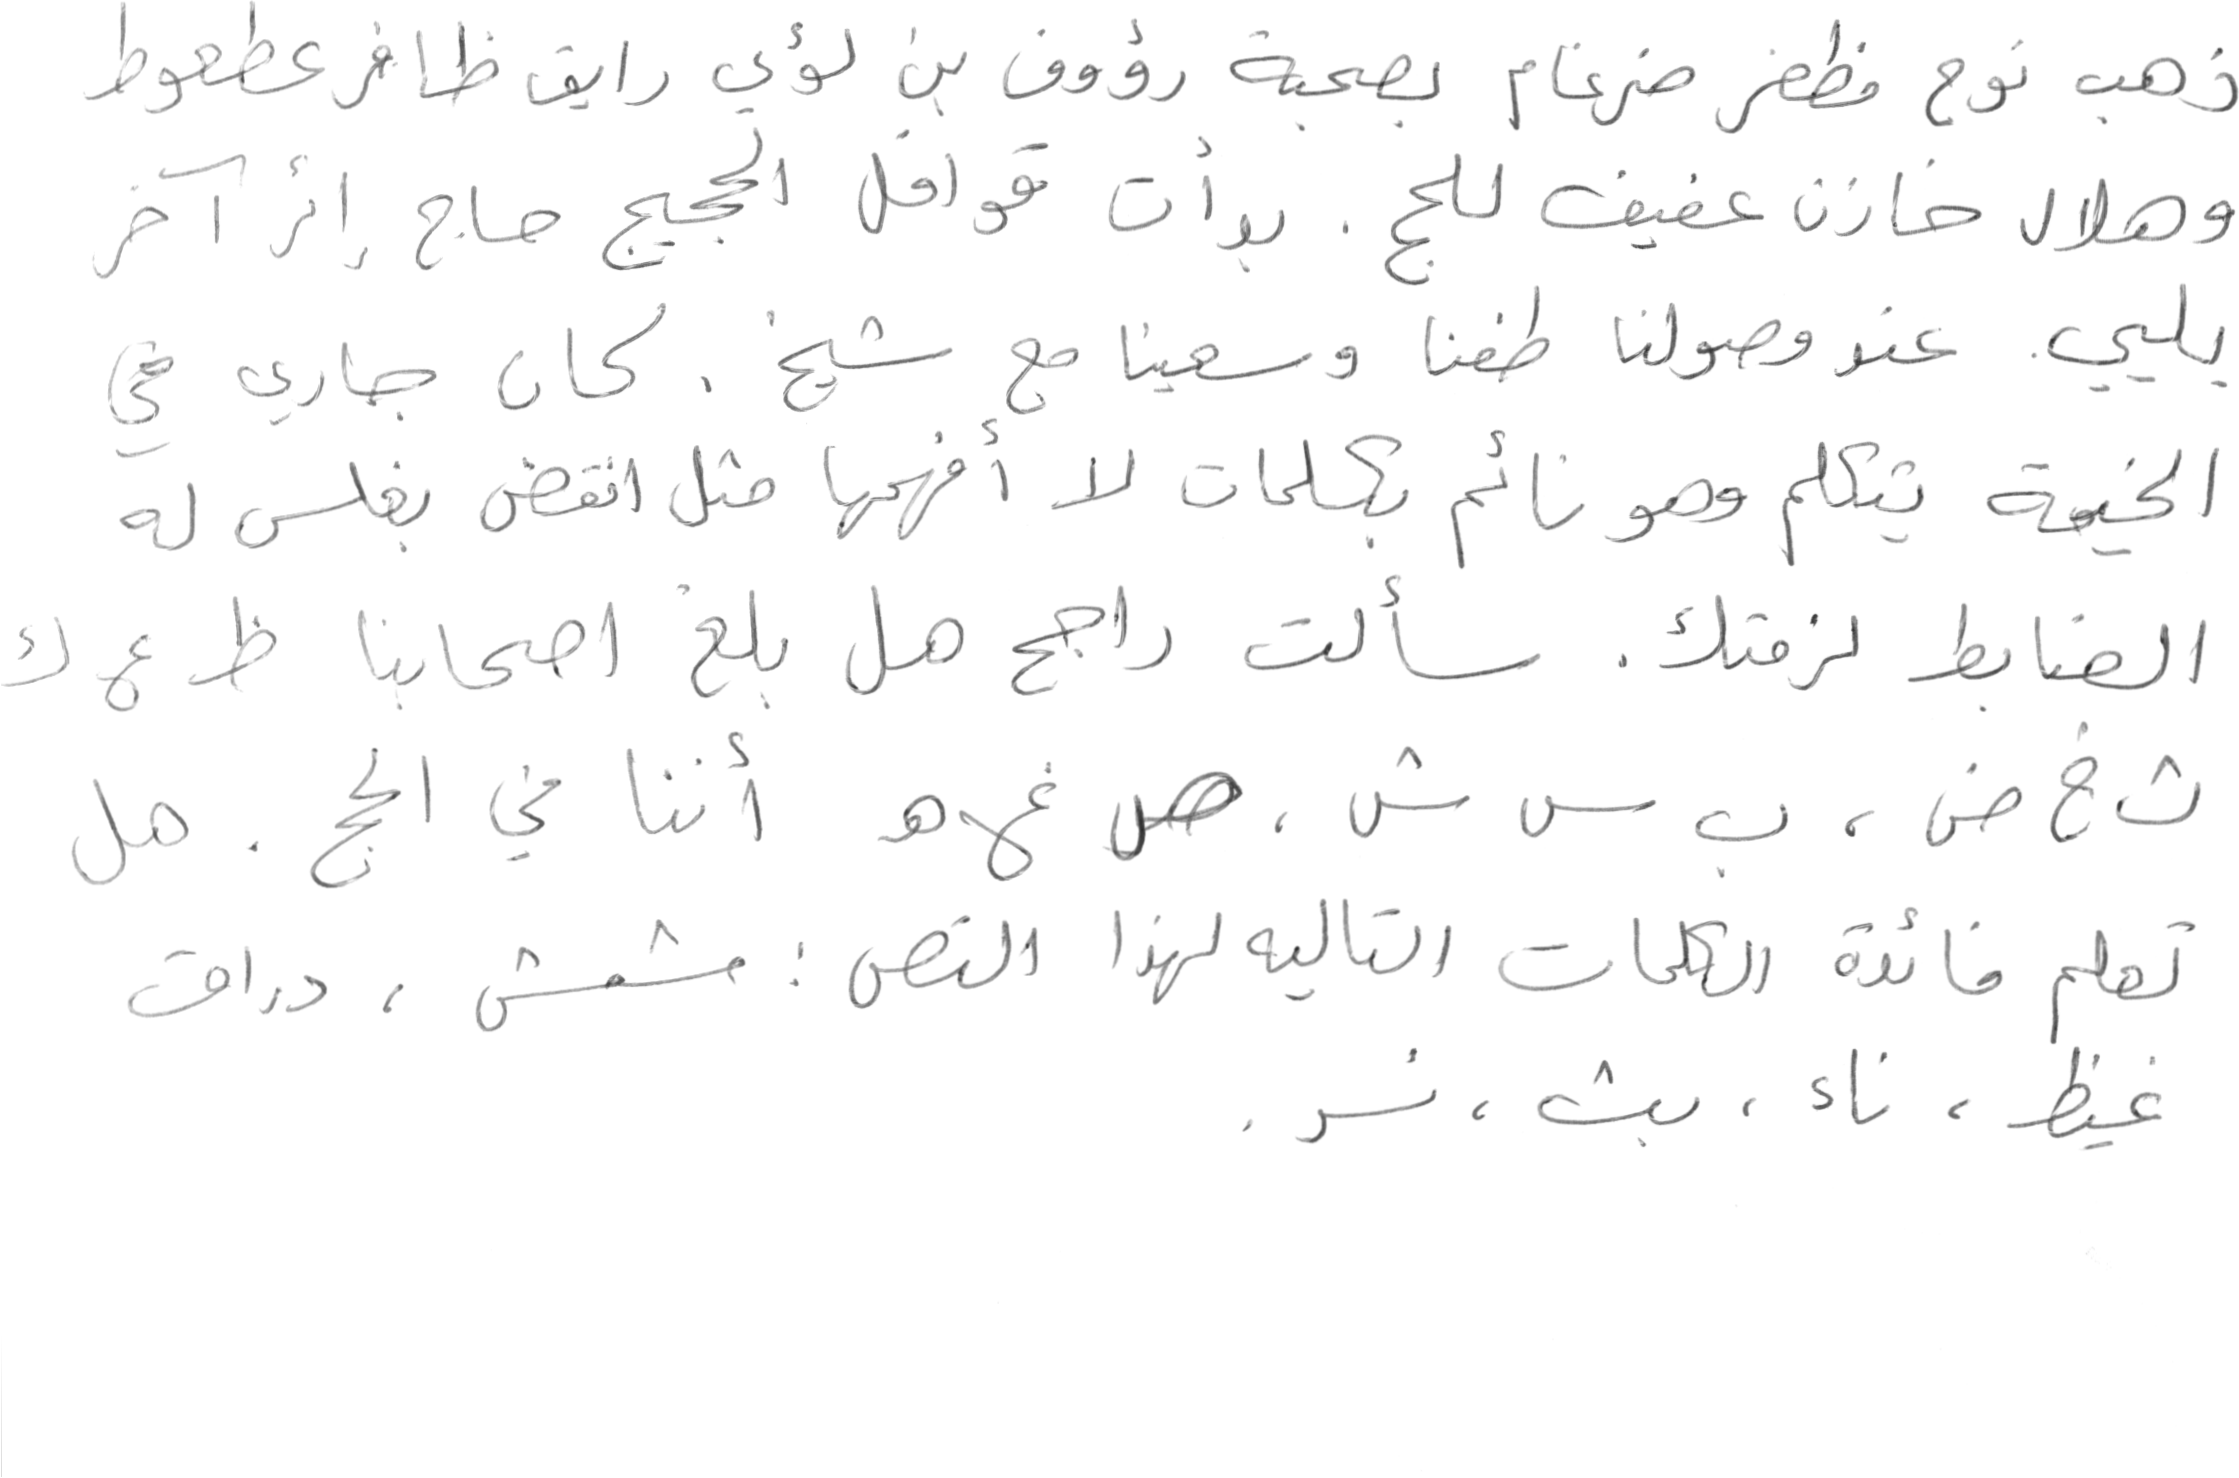 ذهب نوح مظفر ضرغام بصحبة رؤوف بن لؤي رايق ظافر عطعوط
وهلال خازن عفيف للحج . بدأت قوافل الحجيج حاج إثر آخر
يلبي . عند وصولنا طفنا وسعينا مع شيخ . كان جاري في
الخيمة يتكلم وهو نائم بكلمات لا أفهمها مثل انقض بغلس له
الضابط لزمتك . سألت راجح هل بلغ اصحابنا ظ ع ك
ث غ ض ، ب س ش ، ص غ ه أننا في الحج . هل
تعلم فائدة الكلمات التاليه لهذا النص : مشمش ، دراق
غيظ ، ناء ، بث ، نسر .